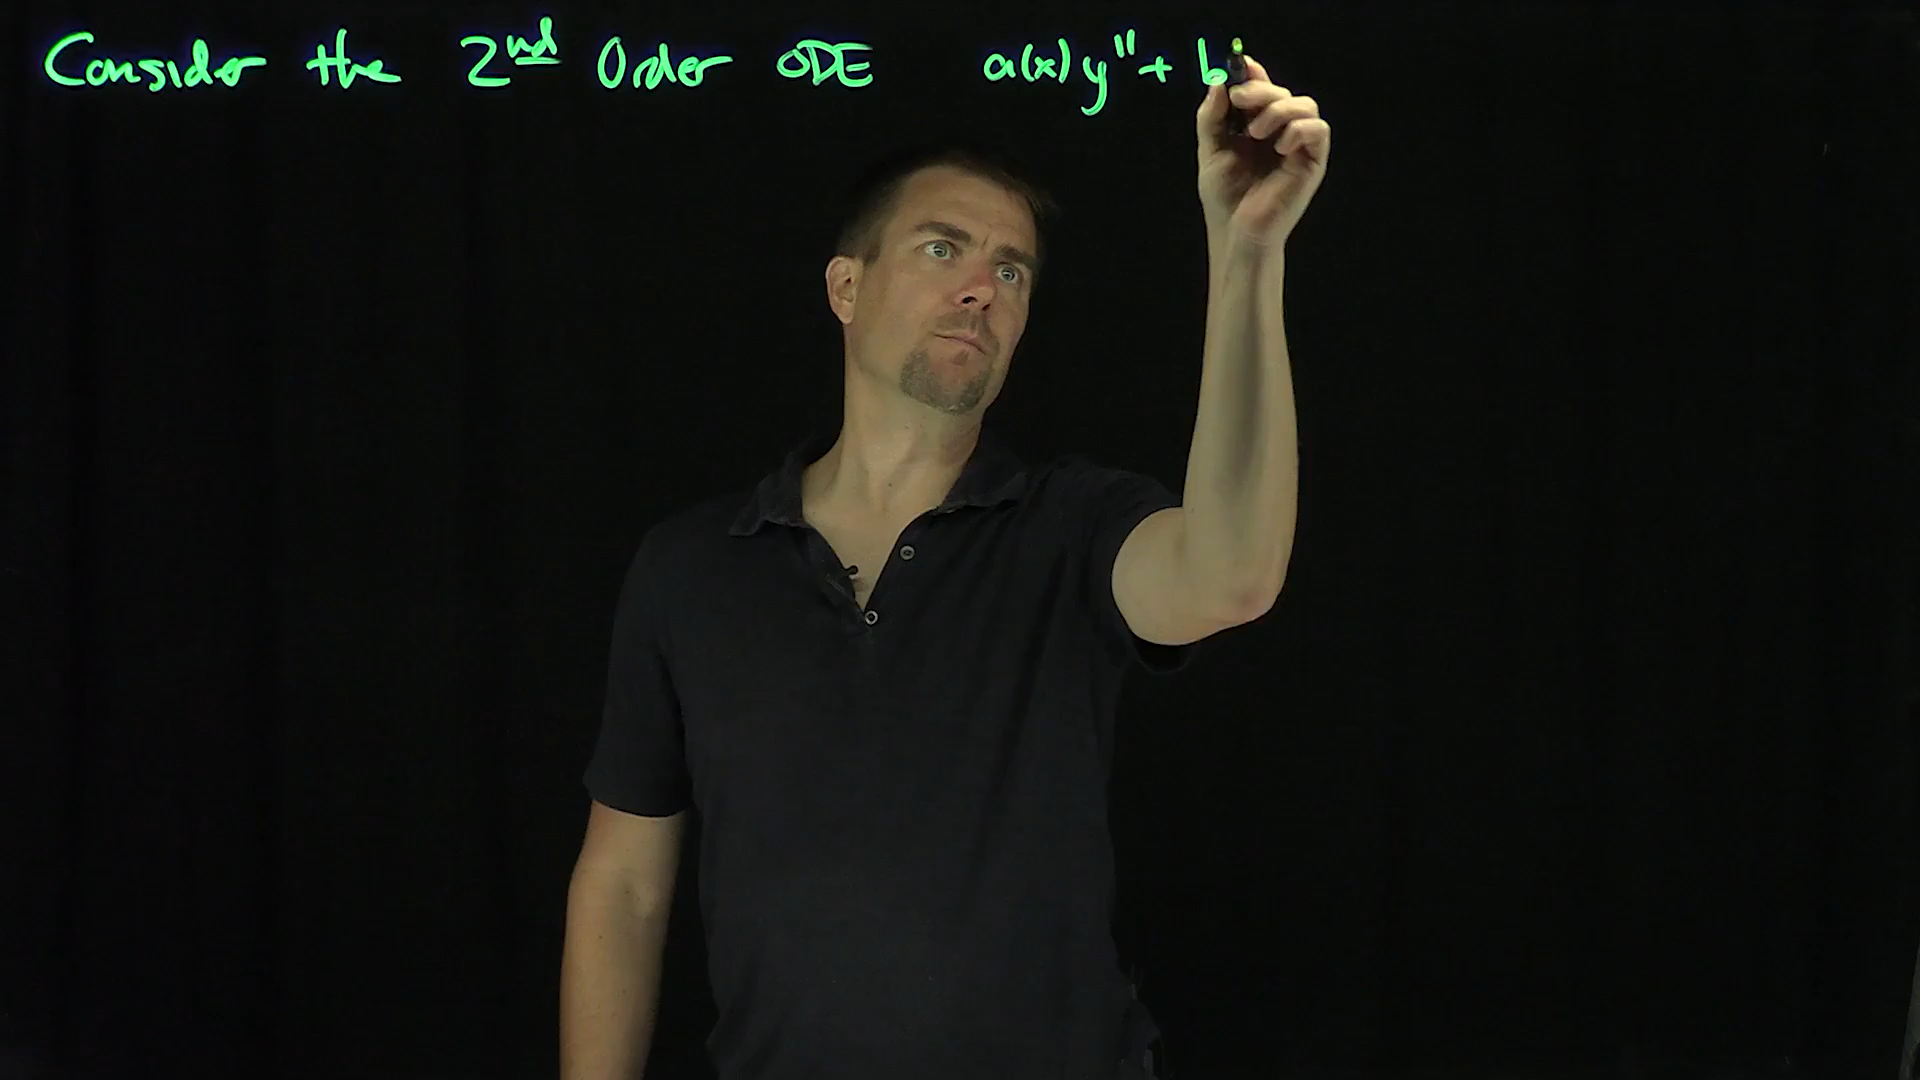 Consider the 2nd Order ODE a(x)y" + b